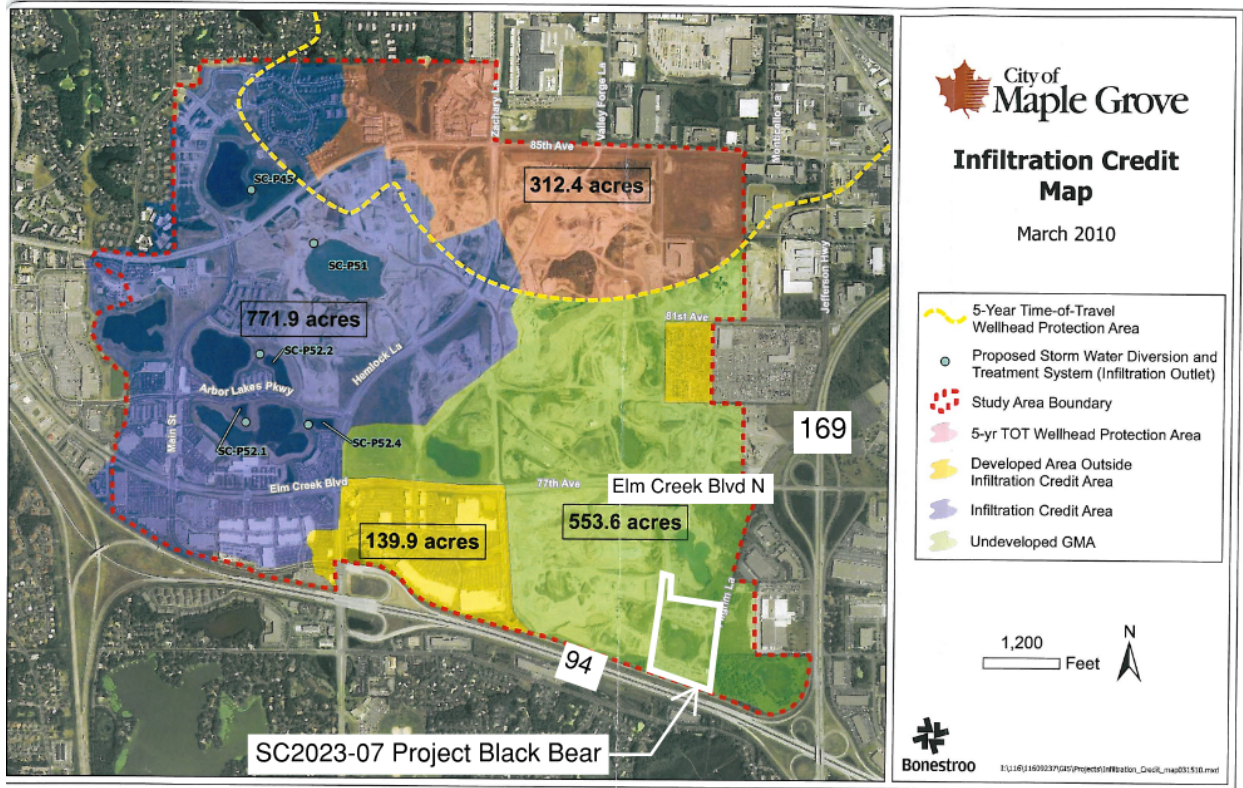 Zachary La
Valley Forge La
Monticallo La
85th Ave
312.4 acres
SC-P45
SC-P51
Jefferson Hwy
771.9 acres
81st Ave
SC-P52.2
Hemlock La
Arbor Lakes Pkwy
Main St
SC-P52.1
SC-P52.4
169
Elm Creek Blvd
77th Ave
Elm Creek Blvd N
553.6 acres
139.9 acres
94
SC2023-07 Project Black Bear
City of
Maple Grove
Infiltration Credit
Map
March 2010
5-Year Time-of-Travel
Wellhead Protection Area
Proposed Storm Water Diversion and
Treatment System (Infiltration Outlet)
Study Area Boundary
5-yr TOT Wellhead Protection Area
Developed Area Outside
Infiltration Credit Area
Infiltration Credit Area
Undeveloped GMA
1,200
Feet
N
Bonestroo